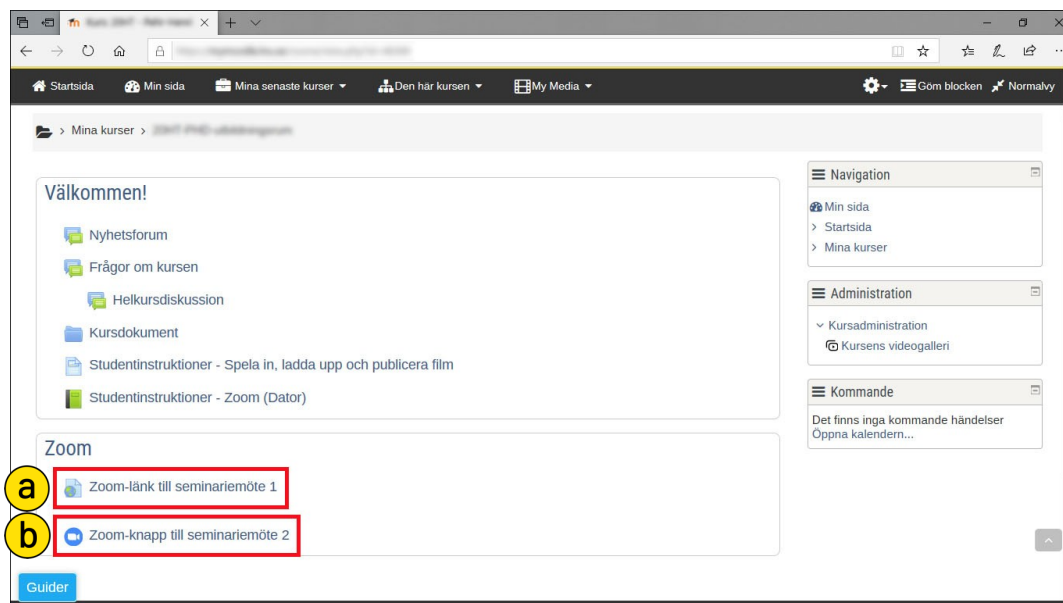 Startsida Min sida Mina senaste kurser Den här kursen My Media Göm blocken Normalvy
> Mina kurser >
Välkommen!
Nyhetsforum
Frågor om kursen
Helkursdiskussion
Kursdokument
Studentinstruktioner - Spela in, ladda upp och publicera film
Studentinstruktioner - Zoom (Dator)
Zoom
a Zoom-länk till seminariemöte 1
b Zoom-knapp till seminariemöte 2
Guider
Navigation
Min sida
> Startsida
> Mina kurser
Administration
Kursadministration
Kursens videogalleri
Kommande
Det finns inga kommande händelser
Öppna kalendern...